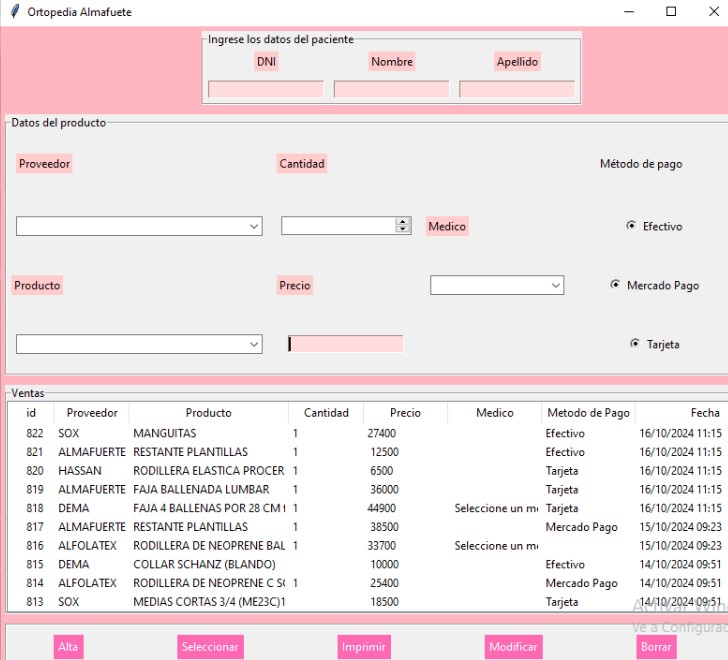 Ortopedia Almafuete
Ingrese los datos del paciente
DNI Nombre Apellido
Datos del producto
Proveedor Cantidad Método de pago
Medico Efectivo
Producto Precio Mercado Pago
Tarjeta
Ventas
id Proveedor Producto Cantidad Precio Medico Metodo de Pago Fecha
822 SOX MANGUITAS 1 27400 Efectivo 16/10/2024 11:15
821 ALMAFUERTE RESTANTE PLANTILLAS 1 12500 Efectivo 16/10/2024 11:15
820 HASSAN RODILLERA ELASTICA PROCER 1 6500 Tarjeta 16/10/2024 11:15
819 ALMAFUERTE FAJA BALLENADA LUMBAR 1 36000 Tarjeta 16/10/2024 11:15
818 DEMA FAJA 4 BALLENAS POR 28 CM 1 44900 Seleccione un Tarjeta 16/10/2024 11:15
817 ALMAFUERTE RESTANTE PLANTILLAS 1 38500 Mercado Pago 15/10/2024 09:23
816 ALFOLATEX RODILLERA DE NEOPRENE BAL 1 33700 Seleccione un 15/10/2024 09:23
815 DEMA COLLAR SCHANZ (BLANDO) 10000 Efectivo 14/10/2024 09:51
814 ALFOLATEX RODILLERA DE NEOPRENE C 1 25400 Mercado Pago 14/10/2024 09:51
813 SOX MEDIAS CORTAS 3/4 (ME23C)1 18500 Tarjeta 14/10/2024 09:51
Activar Win
Ve a Configurac
Alta Seleccionar Imprimir Modificar Borrar